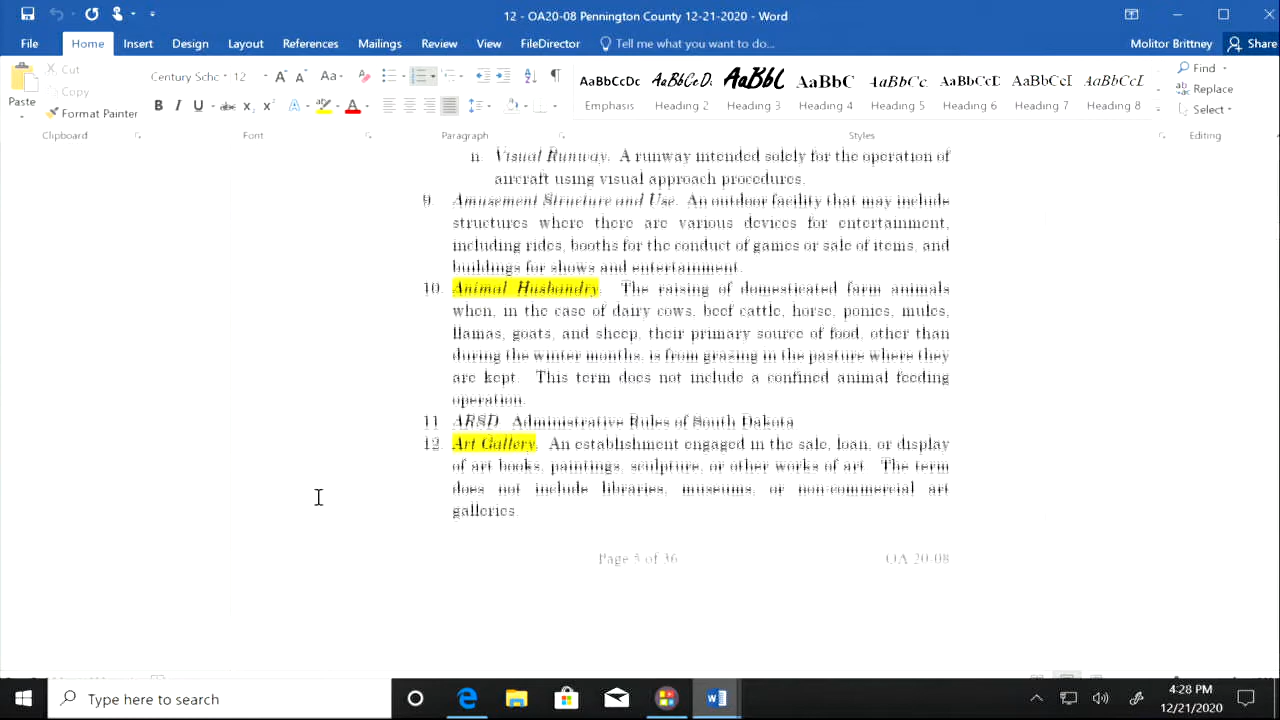 12 - OA20-08 Pennington County 12-21-2020 - Word
File Home Insert Design Layout References Mailings Review View FileDirector Tell me what you want to do... Molitor Brittney Share
Cut
Copy
Paste
Format Painter
Century Sch 12
AaBbCcDc AaBbCcD. AaBbC AaBbC AaBbCc. AaBbCcD AaBbCcI AaBbCcI
Emphasis Heading 2 Heading 3 Heading 4 Heading 5 Heading 6 Heading 7 Heading 8
Find
Replace
Select
Clipboard Font Paragraph Styles Editing
n. Visual Runway. A runway intended solely for the operation of
aircraft using visual approach procedures.
9. Amusement Structure and Use. An outdoor facility that may include
structures where there are various devices for entertainment,
including rides, booths for the conduct of games or sale of items, and
buildings for shows and entertainment.
10. Animal Husbandry. The raising of domesticated farm animals
when, in the case of dairy cows, beef cattle, horse, ponies, mules,
llamas, goats, and sheep, their primary source of food, other than
during the winter months, is from grazing in the pasture where they
are kept. This term does not include a confined animal feeding
operation.
11. ARSD. Administrative Rules of South Dakota
12. Art Gallery. An establishment engaged in the sale, loan, or display
of art books, paintings, sculpture, or other works of art. The term
does not include libraries, museums, or non-commercial art
galleries.
Page 5 of 36 OA 20-08
Type here to search
4:28 PM
12/21/2020